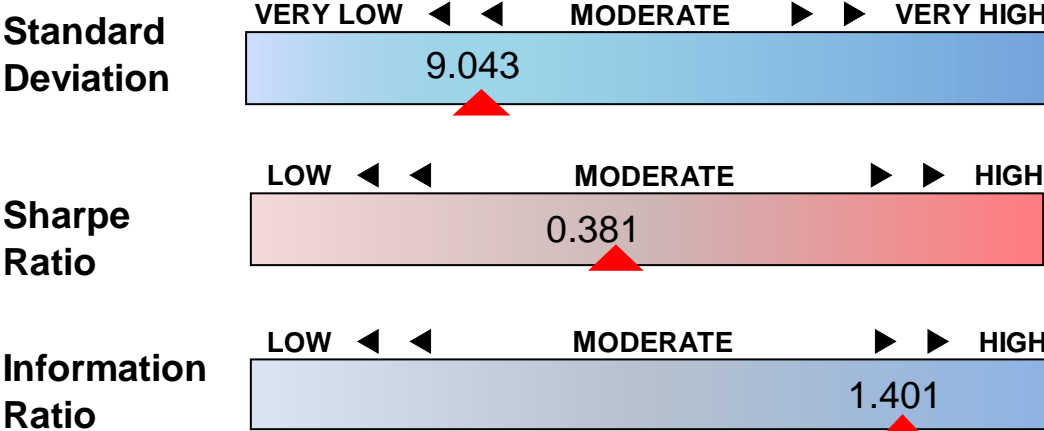 VERY LOW ◀ ◀ MODERATE ▶ ▶ VERY HIGH
Standard
Deviation
9.043
LOW ◀ ◀ MODERATE ▶ ▶ HIGH
Sharpe
Ratio
0.381
LOW ◀ ◀ MODERATE ▶ ▶ HIGH
Information
Ratio
1.401